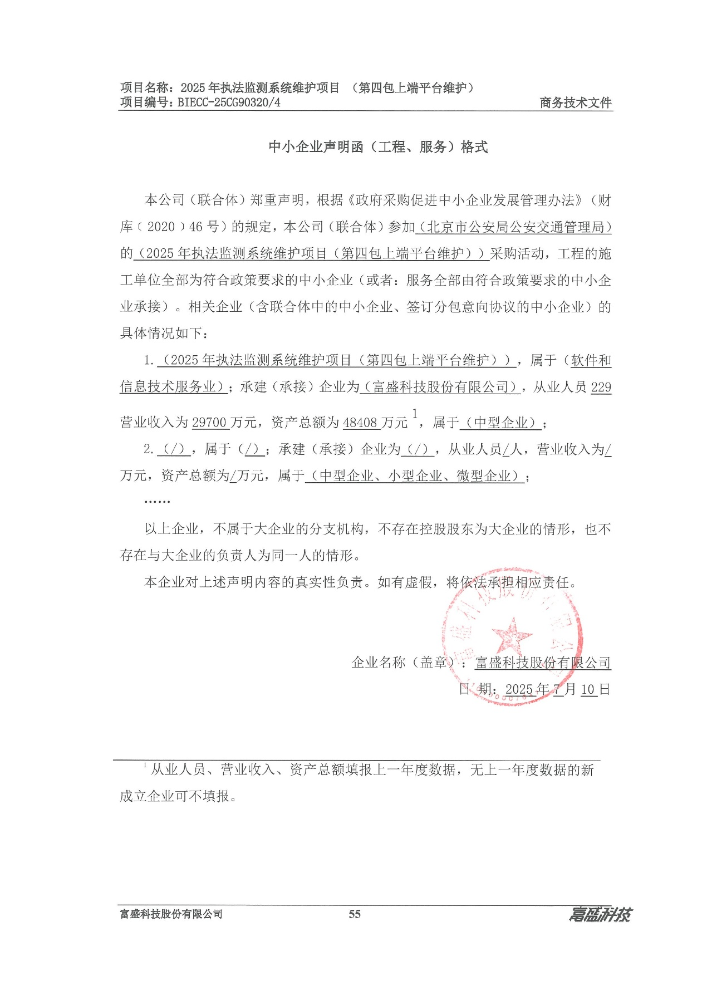 项目名称：2025 年执法监测系统维护项目 （第四包上端平台维护）
项目编号：BIECC-25CG90320/4
商务技术文件
中小企业声明函（工程、服务）格式
本公司（联合体）郑重声明，根据《政府采购促进中小企业发展管理办法》（财
库﹝2020﹞46 号）的规定，本公司（联合体）参加（北京市公安局公安交通管理局）
的（2025 年执法监测系统维护项目（第四包上端平台维护））采购活动，工程的施
工单位全部为符合政策要求的中小企业（或者：服务全部由符合政策要求的中小企
业承接）。相关企业（含联合体中的中小企业、签订分包意向协议的中小企业）的
具体情况如下：
1.（2025 年执法监测系统维护项目（第四包上端平台维护）），属于（软件和
信息技术服务业）；承建（承接）企业为（富盛科技股份有限公司），从业人员 229
营业收入为 29700 万元，资产总额为 48408 万元1，属于（中型企业）；
2.（/），属于（/）；承建（承接）企业为（/），从业人员/人，营业收入为/
万元，资产总额为/万元，属于（中型企业、小型企业、微型企业）；
……
以上企业，不属于大企业的分支机构，不存在控股股东为大企业的情形，也不
存在与大企业的负责人为同一人的情形。
本企业对上述声明内容的真实性负责。如有虚假，将依法承担相应责任。
富盛科技股份有限公司
企业名称（盖章）：富盛科技股份有限公司
日 期：2025 年 7 月 10 日
1 从业人员、营业收入、资产总额填报上一年度数据，无上一年度数据的新
成立企业可不填报。
富盛科技股份有限公司
55
富盛科技